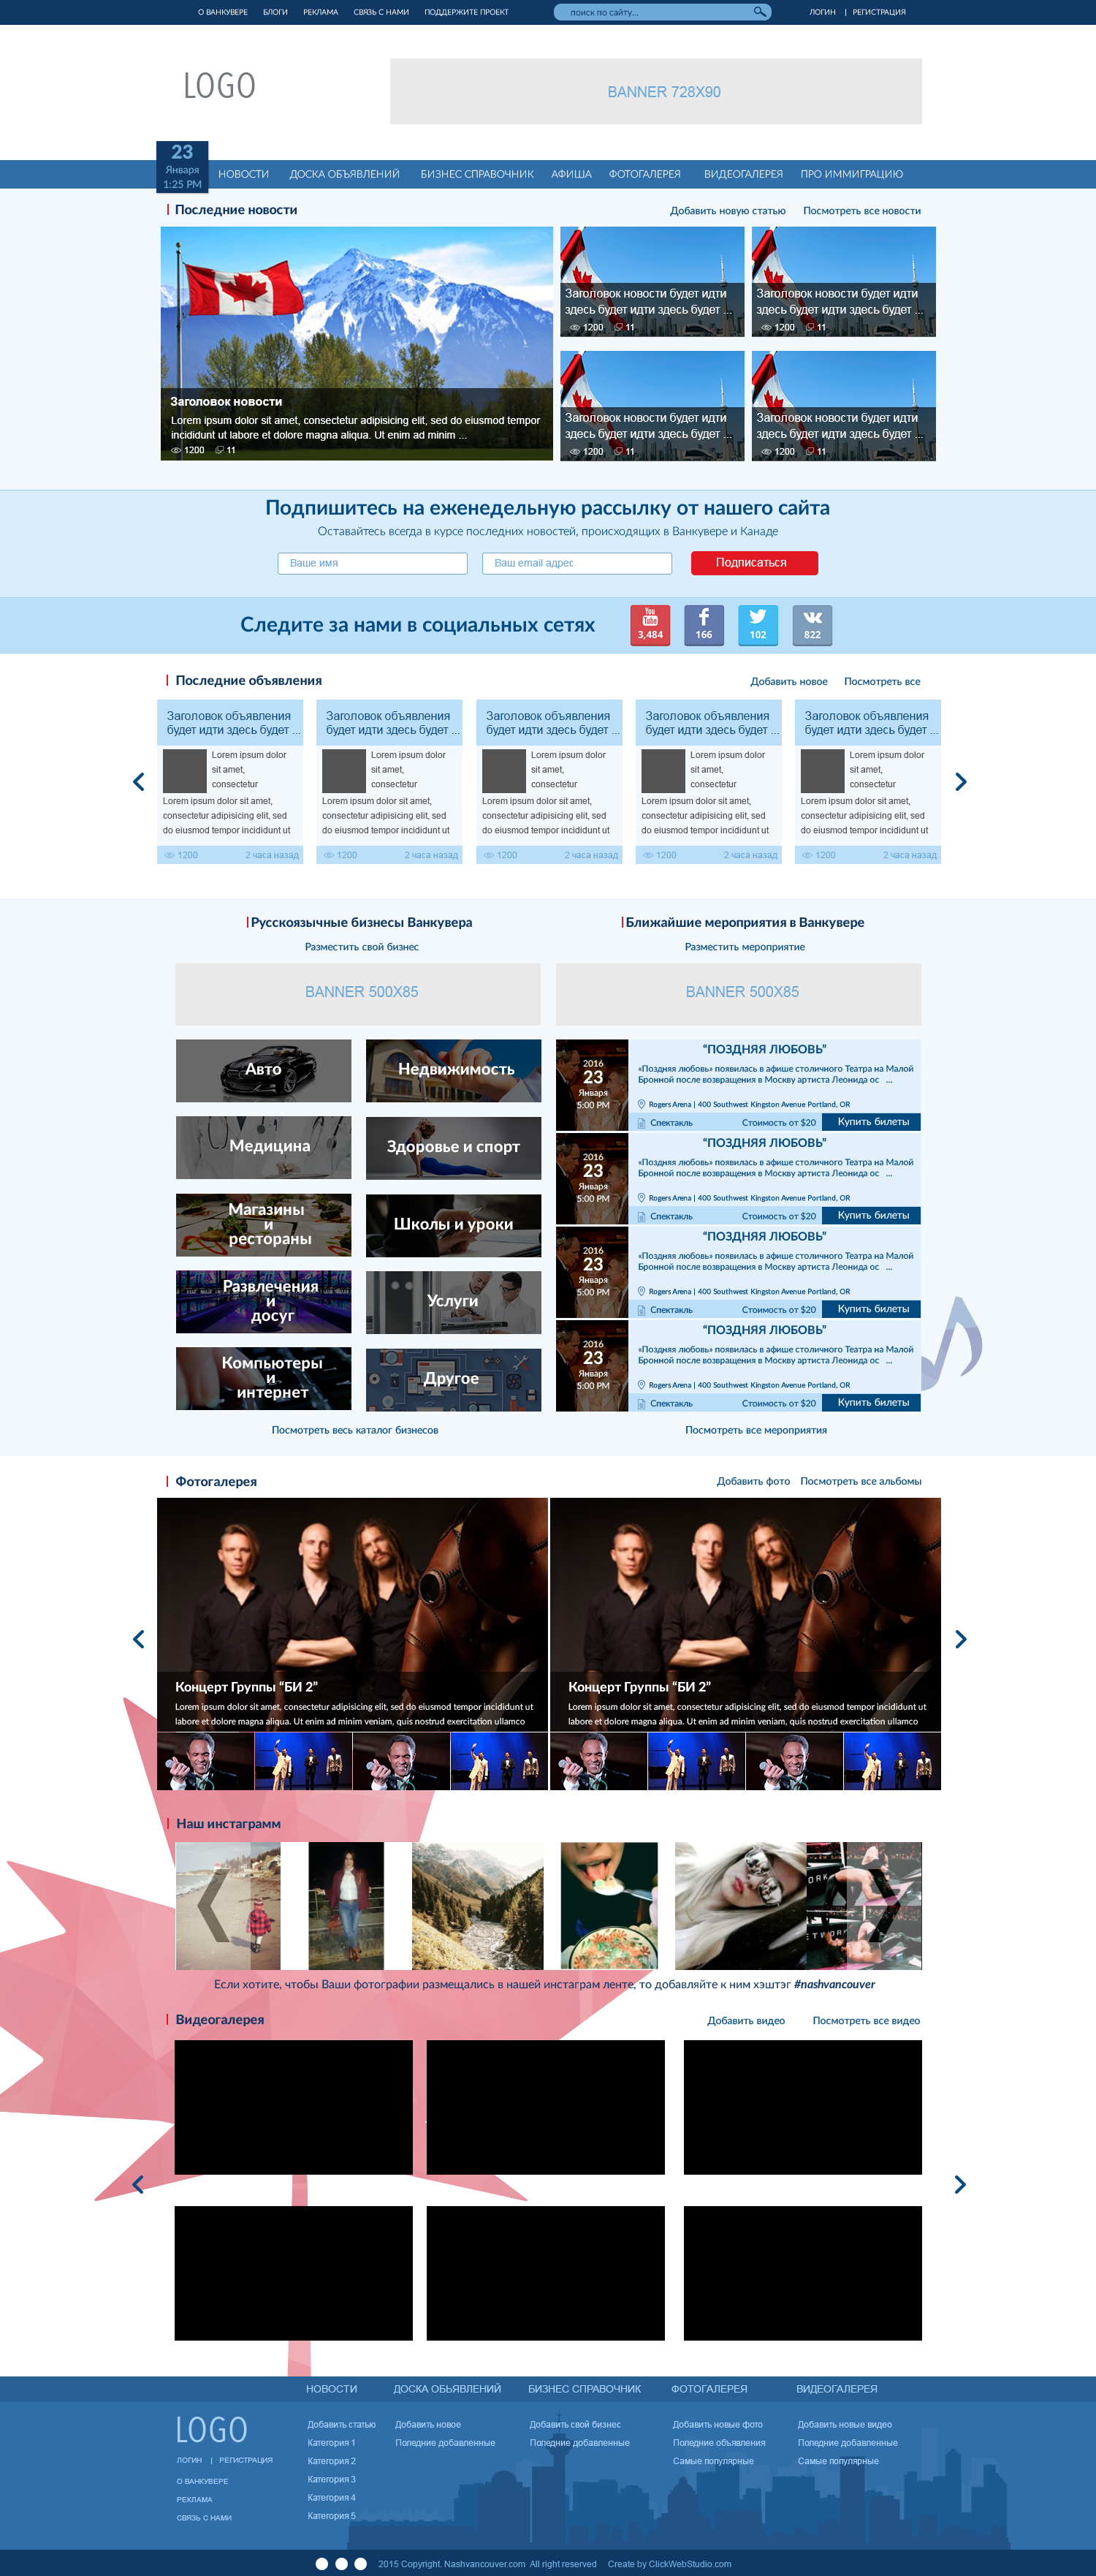 О ВАНКУВЕРЕ БЛОГИ РЕКЛАМА СВЯЗЬ С НАМИ ПОДДЕРЖИТЕ ПРОЕКТ поиск по сайту... ЛОГИН | РЕГИСТРАЦИЯ
LOGO
BANNER 728X90
23
Января
1:25 PM
НОВОСТИ ДОСКА ОБЪЯВЛЕНИЙ БИЗНЕС СПРАВОЧНИК АФИША ФОТОГАЛЕРЕЯ ВИДЕОГАЛЕРЕЯ ПРО ИММИГРАЦИЮ
Последние новости
Добавить новую статью Посмотреть все новости
Заголовок новости
Lorem ipsum dolor sit amet, consectetur adipisicing elit, sed do eiusmod tempor
incididunt ut labore et dolore magna aliqua. Ut enim ad minim ...
1200 11
Заголовок новости будет идти
здесь будет идти здесь будет ...
1200 11
Заголовок новости будет идти
здесь будет идти здесь будет ...
1200 11
Заголовок новости будет идти
здесь будет идти здесь будет ...
1200 11
Заголовок новости будет идти
здесь будет идти здесь будет ...
1200 11
Подпишитесь на еженедельную рассылку от нашего сайта
Оставайтесь всегда в курсе последних новостей, происходящих в Ванкувере и Канаде
Ваше имя Ваш email адрес Подписаться
Следите за нами в социальных сетях
You
Tube
3,484 166 102 822
Последние объявления
Добавить новое Посмотреть все
Заголовок объявления
будет идти здесь будет ...
Lorem ipsum dolor
sit amet,
consectetur
Lorem ipsum dolor sit amet,
consectetur adipisicing elit, sed
do eiusmod tempor incididunt ut
1200 2 часа назад
Заголовок объявления
будет идти здесь будет ...
Lorem ipsum dolor
sit amet,
consectetur
Lorem ipsum dolor sit amet,
consectetur adipisicing elit, sed
do eiusmod tempor incididunt ut
1200 2 часа назад
Заголовок объявления
будет идти здесь будет ...
Lorem ipsum dolor
sit amet,
consectetur
Lorem ipsum dolor sit amet,
consectetur adipisicing elit, sed
do eiusmod tempor incididunt ut
1200 2 часа назад
Заголовок объявления
будет идти здесь будет ...
Lorem ipsum dolor
sit amet,
consectetur
Lorem ipsum dolor sit amet,
consectetur adipisicing elit, sed
do eiusmod tempor incididunt ut
1200 2 часа назад
Заголовок объявления
будет идти здесь будет ...
Lorem ipsum dolor
sit amet,
consectetur
Lorem ipsum dolor sit amet,
consectetur adipisicing elit, sed
do eiusmod tempor incididunt ut
1200 2 часа назад
Русскоязычные бизнесы Ванкувера
Разместить свой бизнес
BANNER 500X85
Авто
Недвижимость
Медицина
Здоровье и спорт
Магазины
и
рестораны
Школы и уроки
Развлечения
и
досуг
Услуги
Компьютеры
и
интернет
Другое
Посмотреть весь каталог бизнесов
Ближайшие мероприятия в Ванкувере
Разместить мероприятие
BANNER 500X85
2016
23
Января
5:00 PM
“ПОЗДНЯЯ ЛЮБОВЬ”
«Поздняя любовь» появилась в афише столичного Театра на Малой
Бронной после возвращения в Москву артиста Леонида ос ...
Rogers Arena | 400 Southwest Kingston Avenue Portland, OR
Спектакль Стоимость от $20 Купить билеты
2016
23
Января
5:00 PM
“ПОЗДНЯЯ ЛЮБОВЬ”
«Поздняя любовь» появилась в афише столичного Театра на Малой
Бронной после возвращения в Москву артиста Леонида ос ...
Rogers Arena | 400 Southwest Kingston Avenue Portland, OR
Спектакль Стоимость от $20 Купить билеты
2016
23
Января
5:00 PM
“ПОЗДНЯЯ ЛЮБОВЬ”
«Поздняя любовь» появилась в афише столичного Театра на Малой
Бронной после возвращения в Москву артиста Леонида ос ...
Rogers Arena | 400 Southwest Kingston Avenue Portland, OR
Спектакль Стоимость от $20 Купить билеты
2016
23
Января
5:00 PM
“ПОЗДНЯЯ ЛЮБОВЬ”
«Поздняя любовь» появилась в афише столичного Театра на Малой
Бронной после возвращения в Москву артиста Леонида ос ...
Rogers Arena | 400 Southwest Kingston Avenue Portland, OR
Спектакль Стоимость от $20 Купить билеты
Посмотреть все мероприятия
Фотогалерея
Добавить фото Посмотреть все альбомы
Концерт Группы “БИ 2”
Lorem ipsum dolor sit amet, consectetur adipisicing elit, sed do eiusmod tempor incididunt ut
labore et dolore magna aliqua. Ut enim ad minim veniam, quis nostrud exercitation ullamco
Концерт Группы “БИ 2”
Lorem ipsum dolor sit amet, consectetur adipisicing elit, sed do eiusmod tempor incididunt ut
labore et dolore magna aliqua. Ut enim ad minim veniam, quis nostrud exercitation ullamco
Наш инстаграмм
Если хотите, чтобы Ваши фотографии размещались в нашей инстаграм ленте, то добавляйте к ним хэштэг #nashvancouver
Видеогалерея
Добавить видео Посмотреть все видео
НОВОСТИ ДОСКА ОБЬЯВЛЕНИЙ БИЗНЕС СПРАВОЧНИК ФОТОГАЛЕРЕЯ ВИДЕОГАЛЕРЕЯ
LOGO
ЛОГИН | РЕГИСТРАЦИЯ
О ВАНКУВЕРЕ
РЕКЛАМА
СВЯЗЬ С НАМИ
Добавить статью
Категория 1
Категория 2
Категория 3
Категория 4
Категория 5
Добавить новое
Поледние добавленные
Добавить свой бизнес
Поледние добавленные
Добавить новые фото
Поледние объявления
Самые популярные
Добавить новые видео
Поледние добавленные
Самые популярные
2015 Copyright. Nashvancouver.com All right reserved Create by ClickWebStudio.com